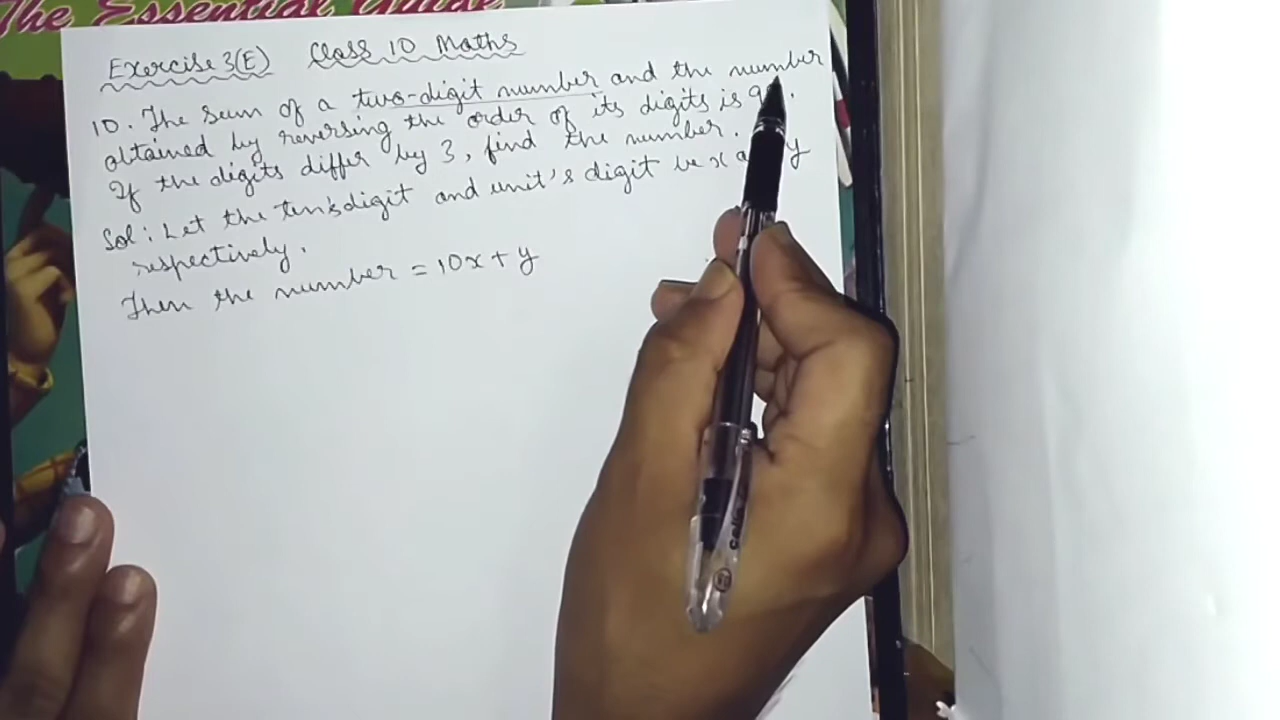 The Essential Guide
Exercise 3(E) Class 10 Maths
10. The sum of a two-digit number and the number
obtained by reversing the order of its digits is
If the digits differ by 3, find the number.
Sol: Let the ten's digit and unit's digit be x y
respectively.
Then the number = 10x + y
cello